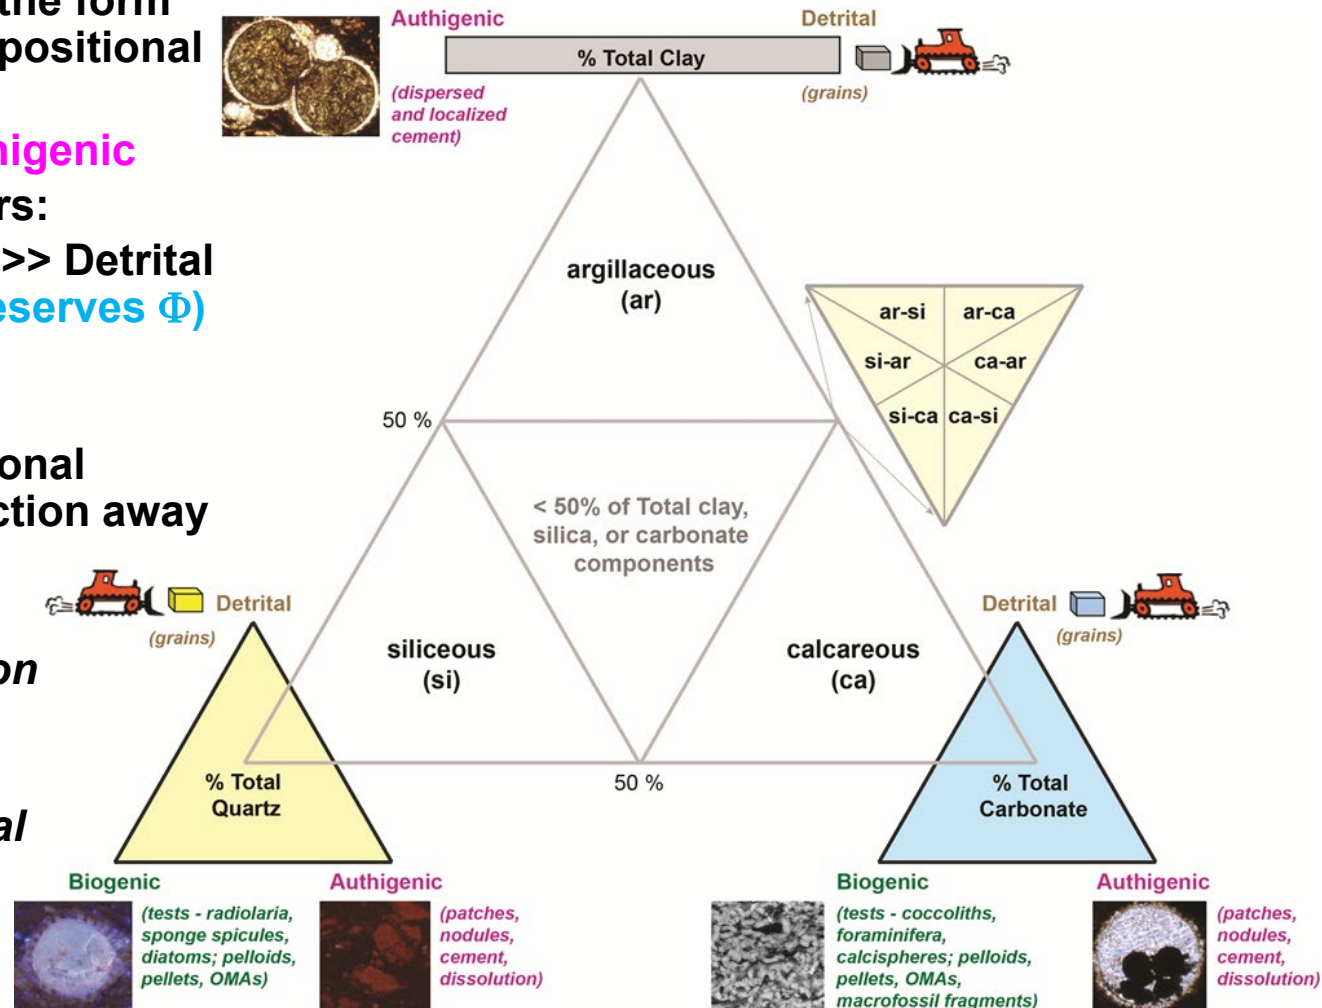 the form
positional
nigenic
rs:
>> Detrital
eserves Φ)
onal
ction away
on
al
Authigenic
Detrital
% Total Clay
(dispersed
and localized
cement)
(grains)
argillaceous
(ar)
ar-si
ar-ca
si-ar
ca-ar
si-ca
ca-si
50 %
< 50% of Total clay,
silica, or carbonate
components
Detrital
(grains)
Detrital
(grains)
siliceous
(si)
calcareous
(ca)
% Total
Quartz
50 %
% Total
Carbonate
Biogenic
(tests - radiolaria,
sponge spicules,
diatoms; pelloids,
pellets, OMAs)
Authigenic
(patches,
nodules,
cement,
dissolution)
Biogenic
(tests - coccoliths,
foraminifera,
calcispheres; pelloids,
pellets, OMAs,
macrofossil fragments)
Authigenic
(patches,
nodules,
cement,
dissolution)